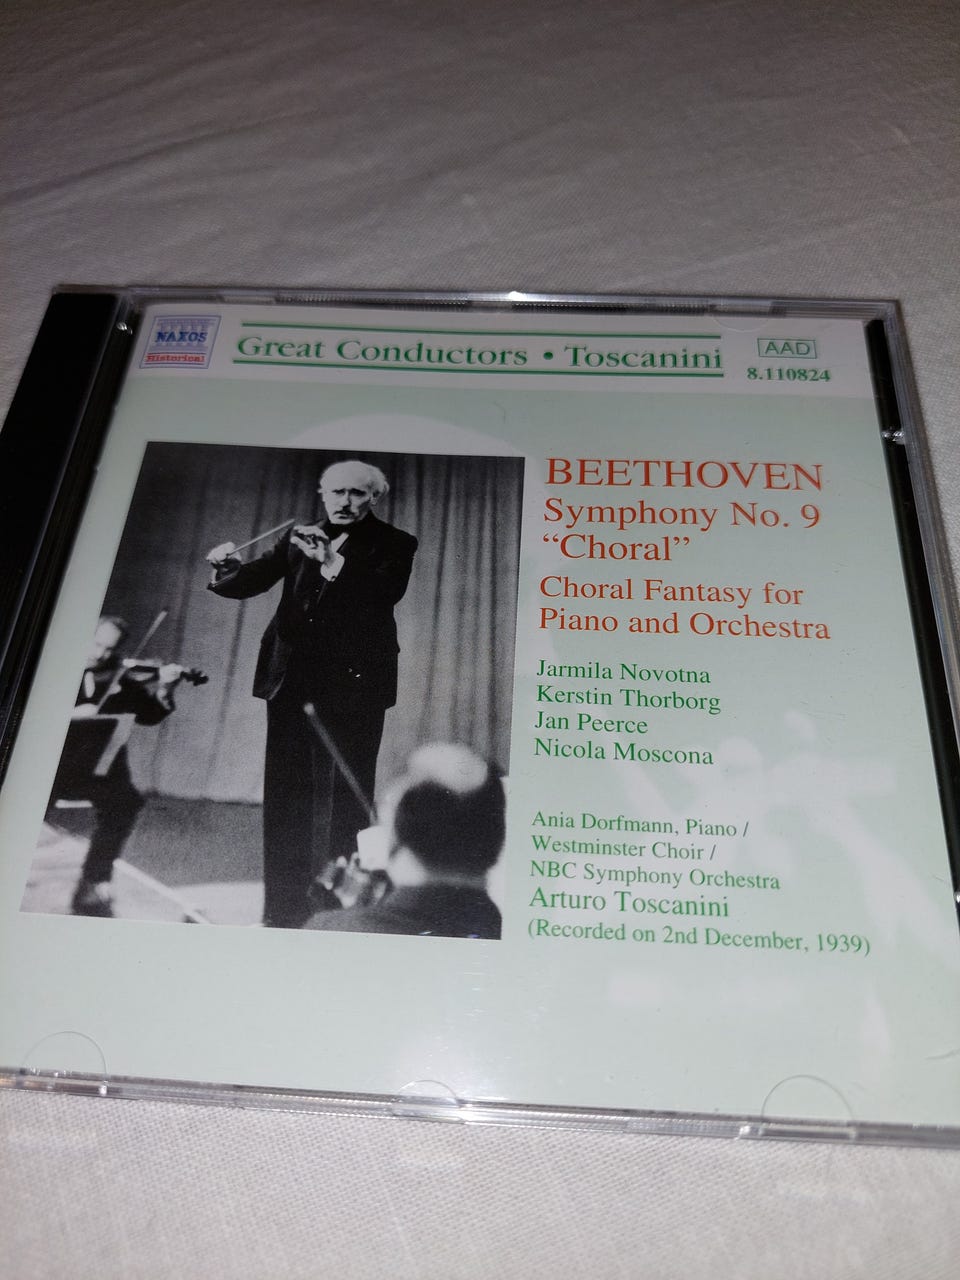 NAXOS
Historical
Great Conductors • Toscanini
AAD
8.110824
BEETHOVEN
Symphony No. 9
“Choral”
Choral Fantasy for
Piano and Orchestra
Jarmila Novotna
Kerstin Thorborg
Jan Peerce
Nicola Moscona
Ania Dorfmann, Piano /
Westminster Choir /
NBC Symphony Orchestra
Arturo Toscanini
(Recorded on 2nd December, 1939)